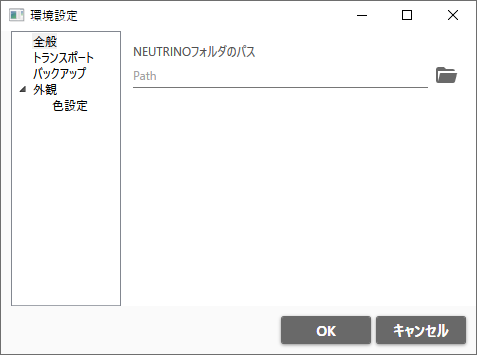 環境設定
全般
トランスポート
バックアップ
外観
色設定
NEUTRINOフォルダのパス
Path
OK
キャンセル